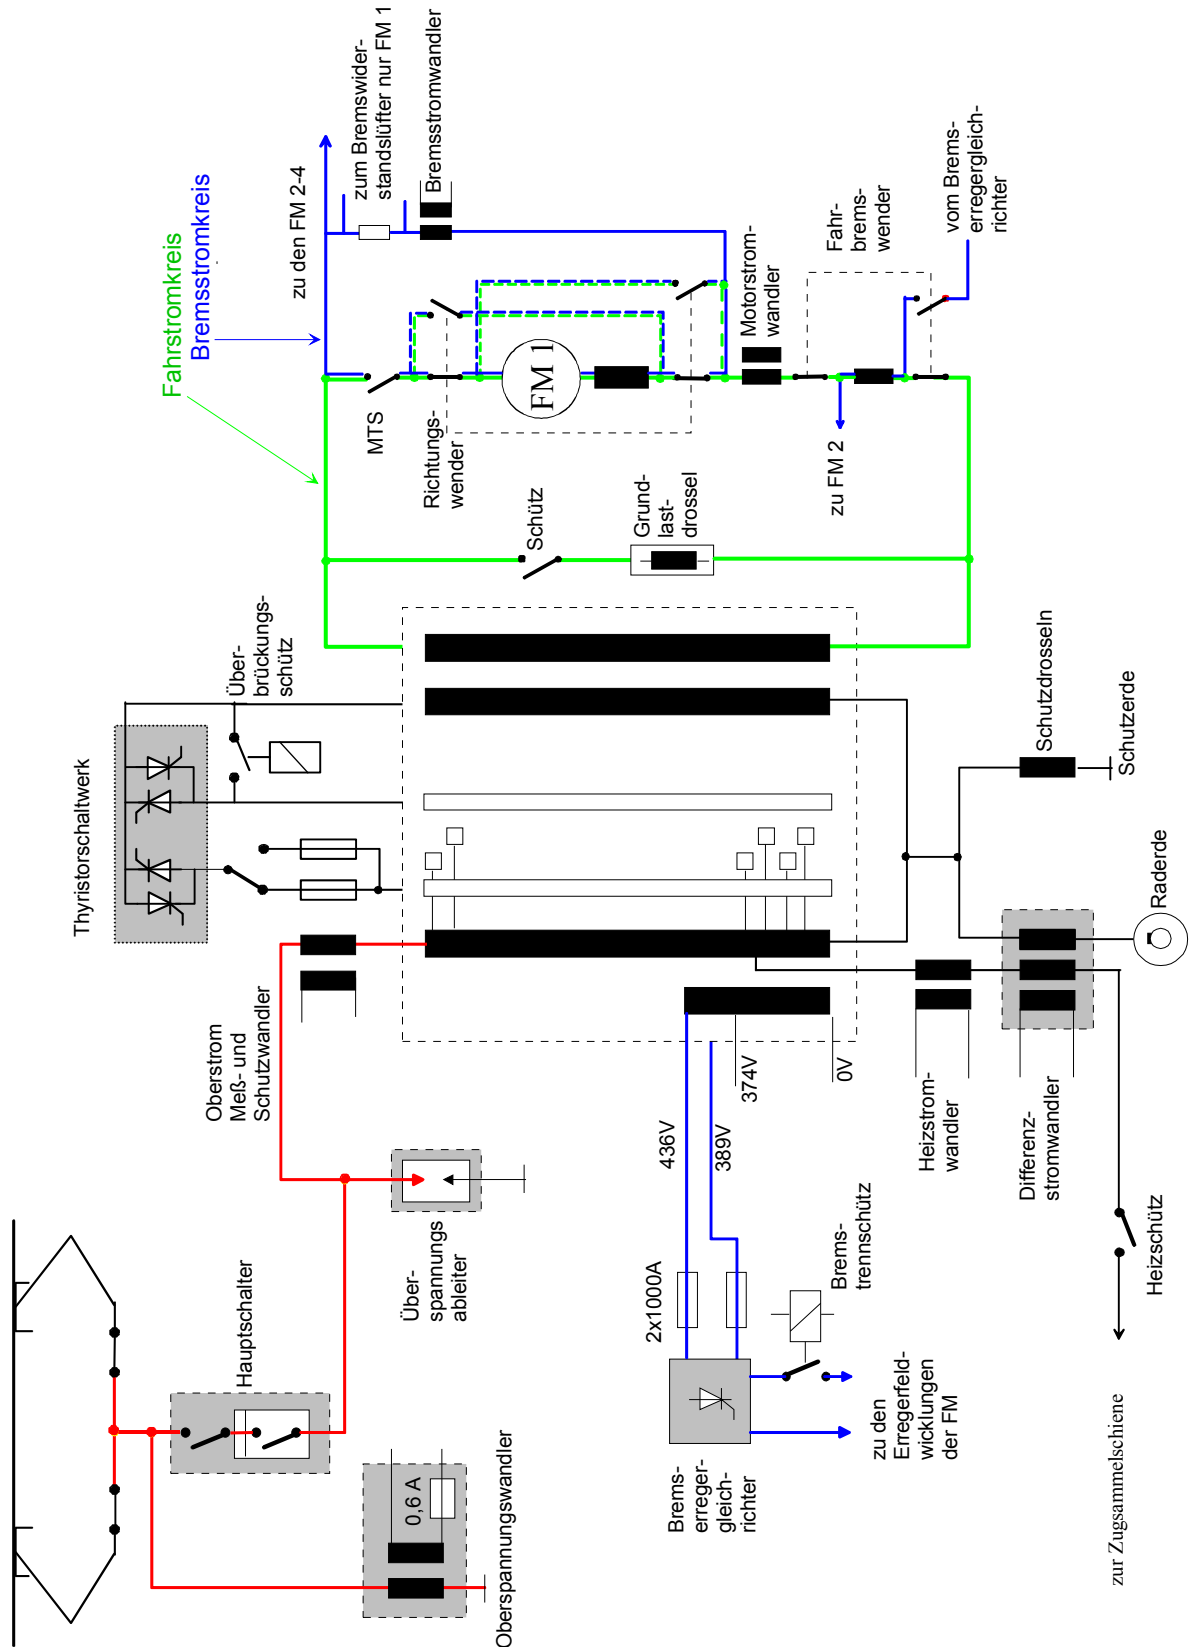 zu den FM 2-4
zum Bremswider-
standslüfter nur FM 1
Bremsstromwandler
Fahrstromkreis
Bremsstromkreis
MTS
Richtungs-
wender
FM 1
Motorstrom-
wandler
Fahr-
brems-
wender
vom Brems-
erregergleich-
richter
zu FM 2
Schütz
Grund-
last-
drossel
Thyristorschaltwerk
Über-
brückungs-
schütz
Schutzdrosseln
Schutzerde
Raderde
Oberstrom
Meß- und
Schutzwandler
374V
0V
436V
389V
2x1000A
Heizstrom-
wandler
Differenz-
stromwandler
Heizschütz
zur Zugsammelschiene
Über-
spannungs
ableiter
Brems-
trennschütz
Hauptschalter
0,6 A
Oberspannungswandler
Brems-
erreger-
gleich-
richter
zu den
Erregerfeld-
wicklungen
der FM